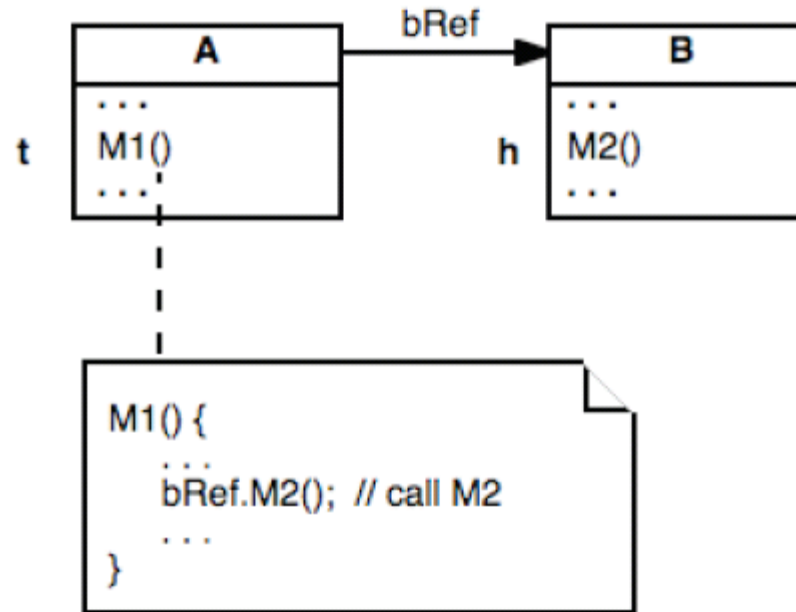 bRef
A
B
. . .
. . .
t
M1()
h
M2()
. . .
. . .
M1() {
. . .
bRef.M2(); // call M2
. . .
}